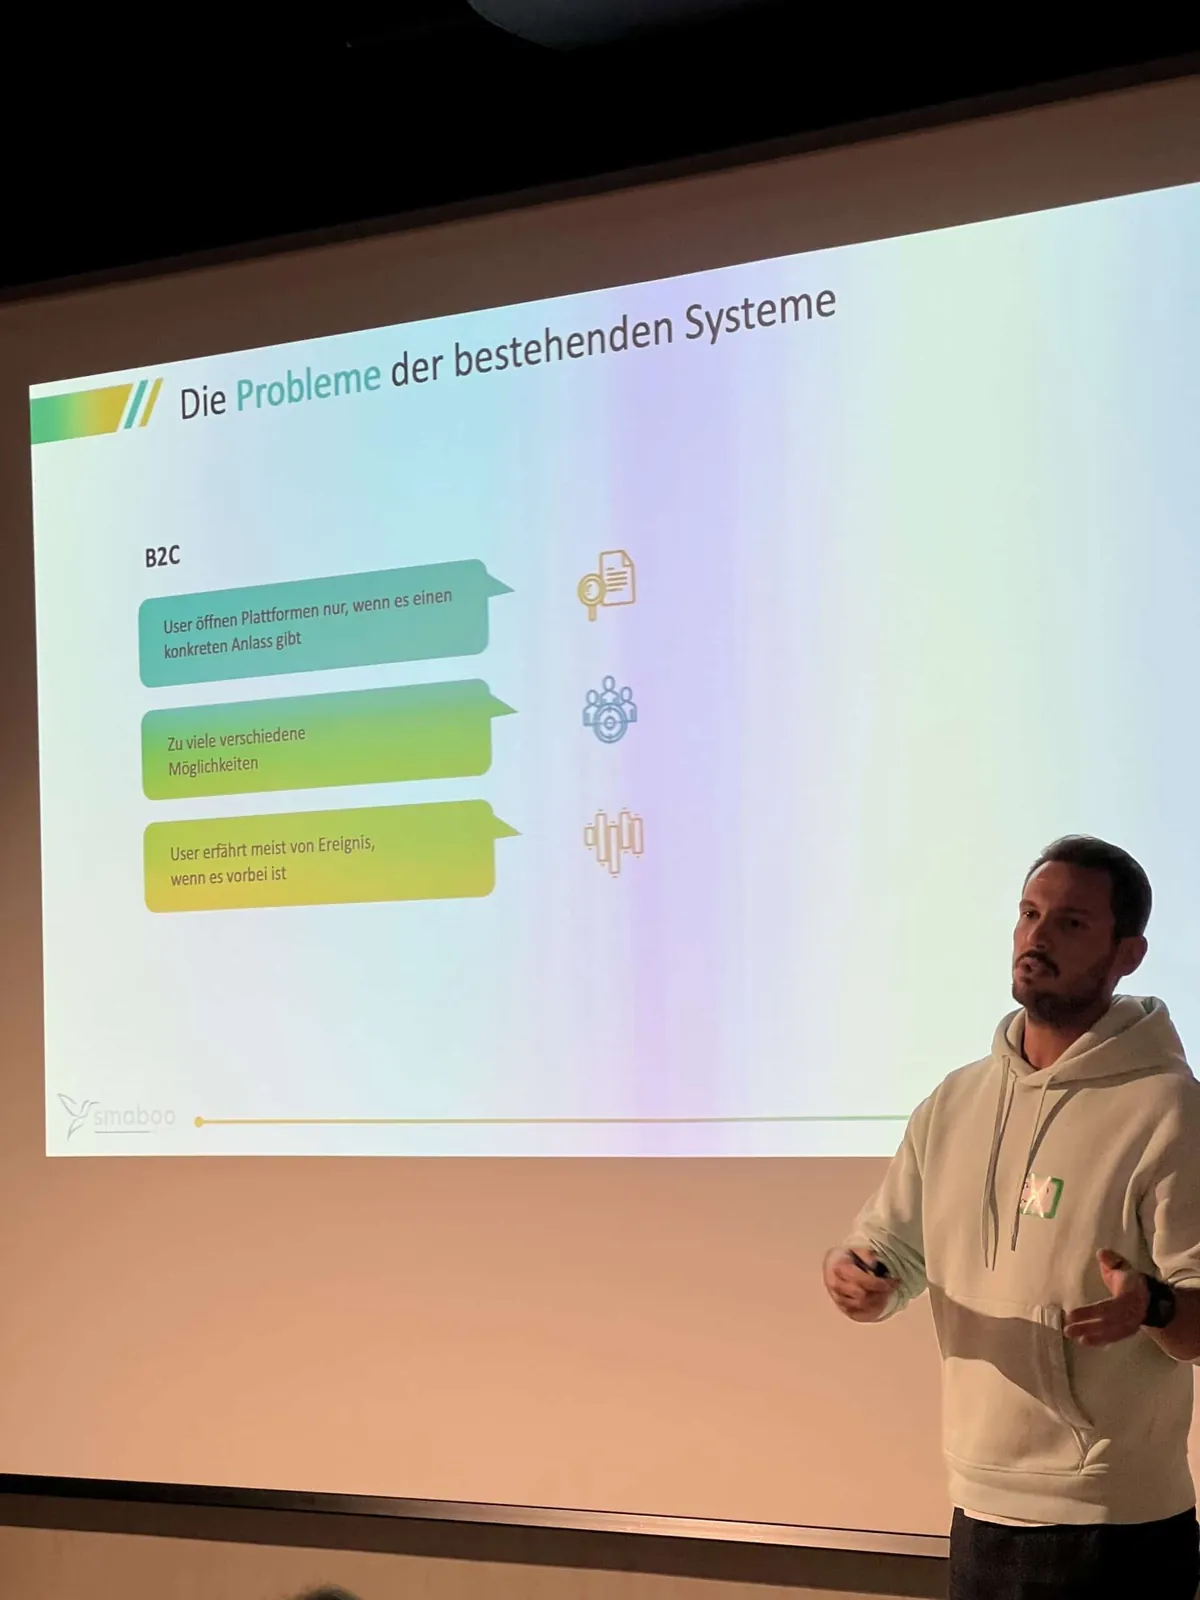 Die Probleme der bestehenden Systeme
B2C
User öffnen Plattformen nur, wenn es einen
konkreten Anlass gibt
Zu viele verschiedene
Möglichkeiten
User erfährt meist von Ereignis,
wenn es vorbei ist
smaboo